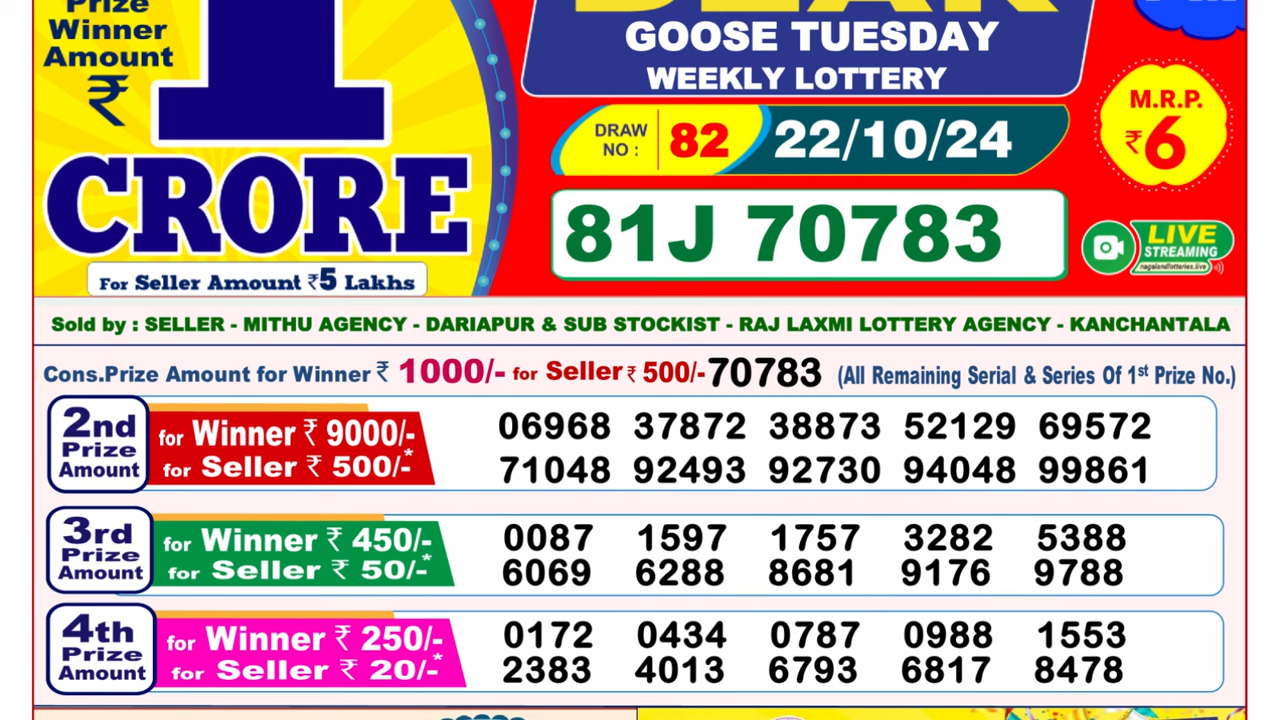 Prize
Winner
Amount
₹
1
CRORE
For Seller Amount ₹5 Lakhs
DEAR
GOOSE TUESDAY
WEEKLY LOTTERY
DRAW NO : 82 22/10/24
M.R.P.
₹6
81J 70783
LIVE
STREAMING
nagalandlotteries.live
Sold by : SELLER - MITHU AGENCY - DARIAPUR & SUB STOCKIST - RAJ LAXMI LOTTERY AGENCY - KANCHANTALA
Cons.Prize Amount for Winner ₹ 1000/- for Seller ₹ 500/- 70783 (All Remaining Serial & Series Of 1st Prize No.)
2nd
Prize
Amount
for Winner ₹ 9000/-
for Seller ₹ 500/-*
06968 37872 38873 52129 69572
71048 92493 92730 94048 99861
3rd
Prize
Amount
for Winner ₹ 450/-
for Seller ₹ 50/-*
0087 1597 1757 3282 5388
6069 6288 8681 9176 9788
4th
Prize
Amount
for Winner ₹ 250/-
for Seller ₹ 20/-*
0172 0434 0787 0988 1553
2383 4013 6793 6817 8478